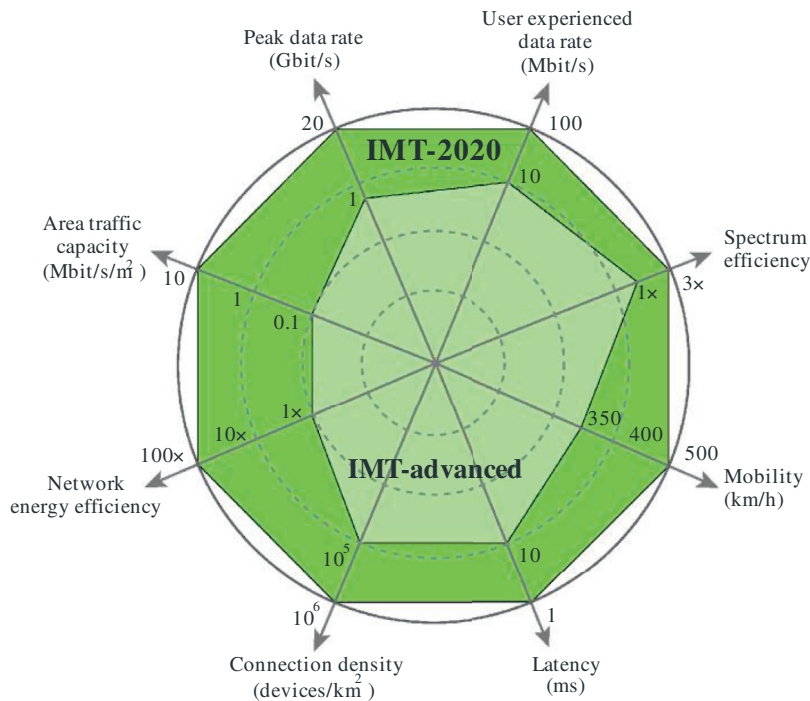 User experienced
data rate
(Mbit/s)
Peak data rate
(Gbit/s)
20
100
IMT-2020
10
1
Area traffic
capacity
(Mbit/s/m²)
Spectrum
efficiency
10
1
0.1
1×
3×
1×
10×
100×
350
400
500
IMT-advanced
Network
energy efficiency
Mobility
(km/h)
10⁵
10
10⁶
1
Connection density
(devices/km²)
Latency
(ms)